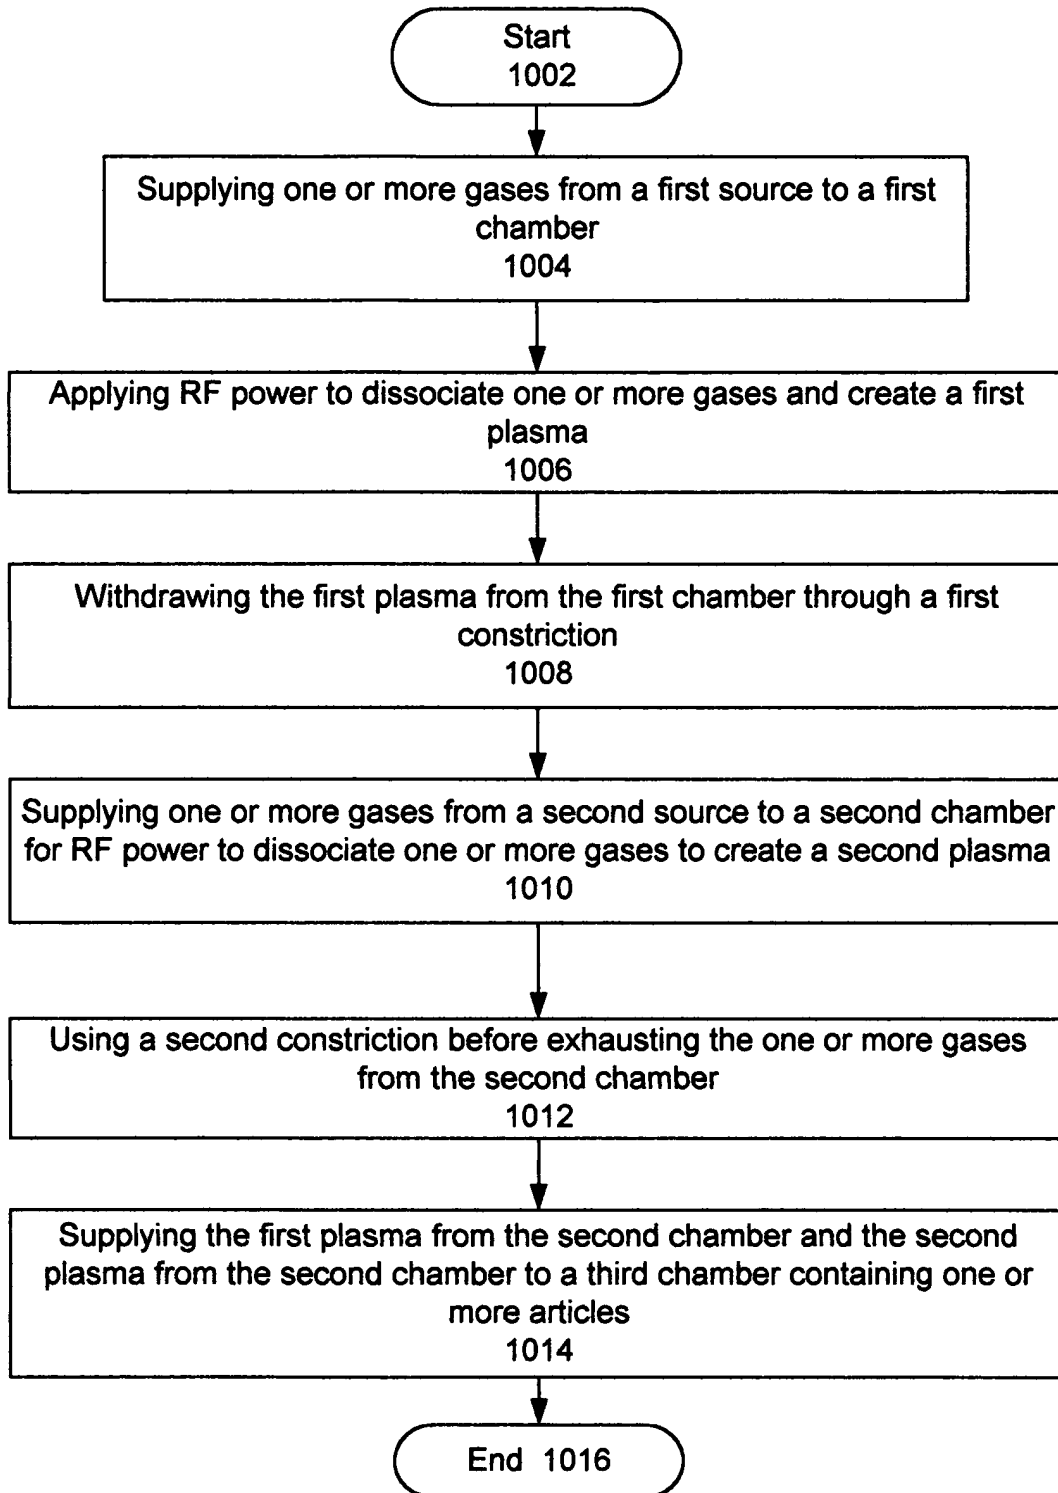 Start
1002
Supplying one or more gases from a first source to a first
chamber
1004
Applying RF power to dissociate one or more gases and create a first
plasma
1006
Withdrawing the first plasma from the first chamber through a first
constriction
1008
Supplying one or more gases from a second source to a second chamber
for RF power to dissociate one or more gases to create a second plasma
1010
Using a second constriction before exhausting the one or more gases
from the second chamber
1012
Supplying the first plasma from the second chamber and the second
plasma from the second chamber to a third chamber containing one or
more articles
1014
End 1016